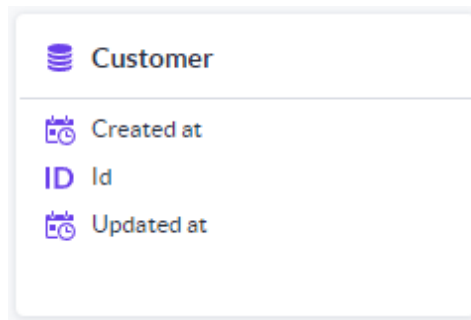 Customer
Created at
ID Id
Updated at